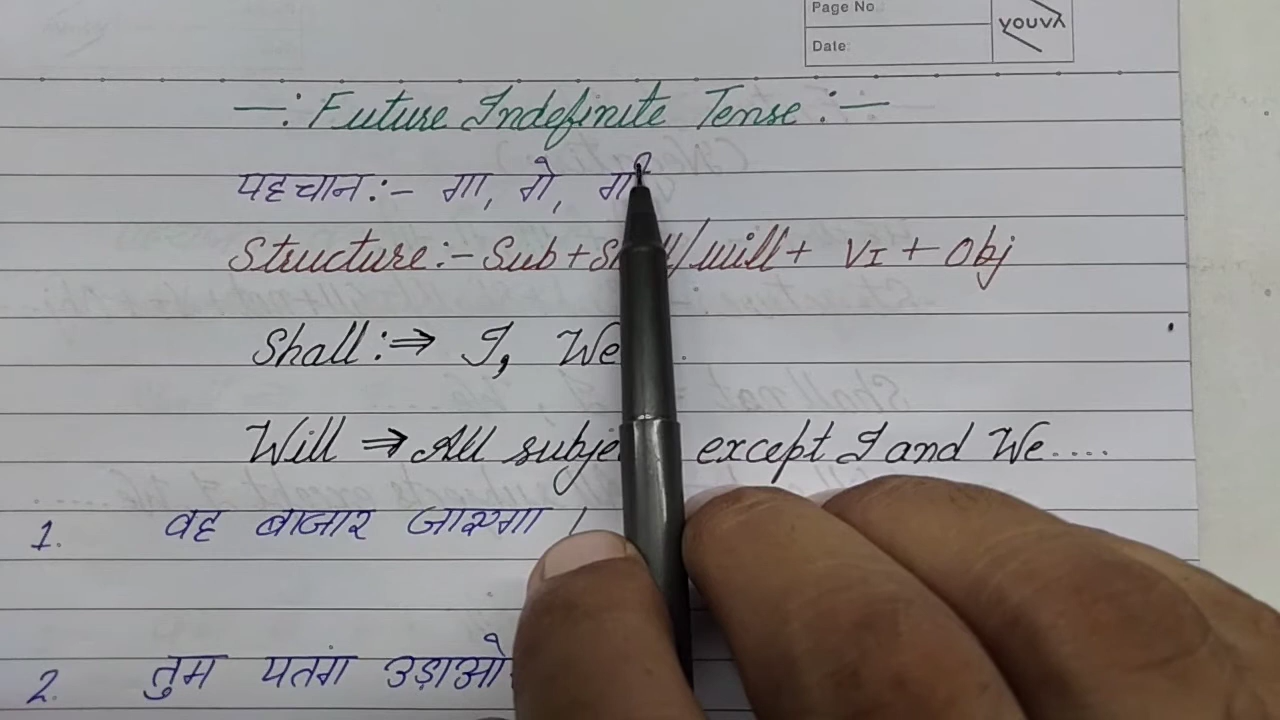 Page No.
Date:
youva
—: Future Indefinite Tense :—
पहचान :- गा, गे, गी
Structure :- Sub + Shall/will + V1 + Obj
Shall :⇒ I, We
Will ⇒ All subje except I and We....
1. वह बाजार जाएगा ।
2. तुम पतंग उड़ाओ